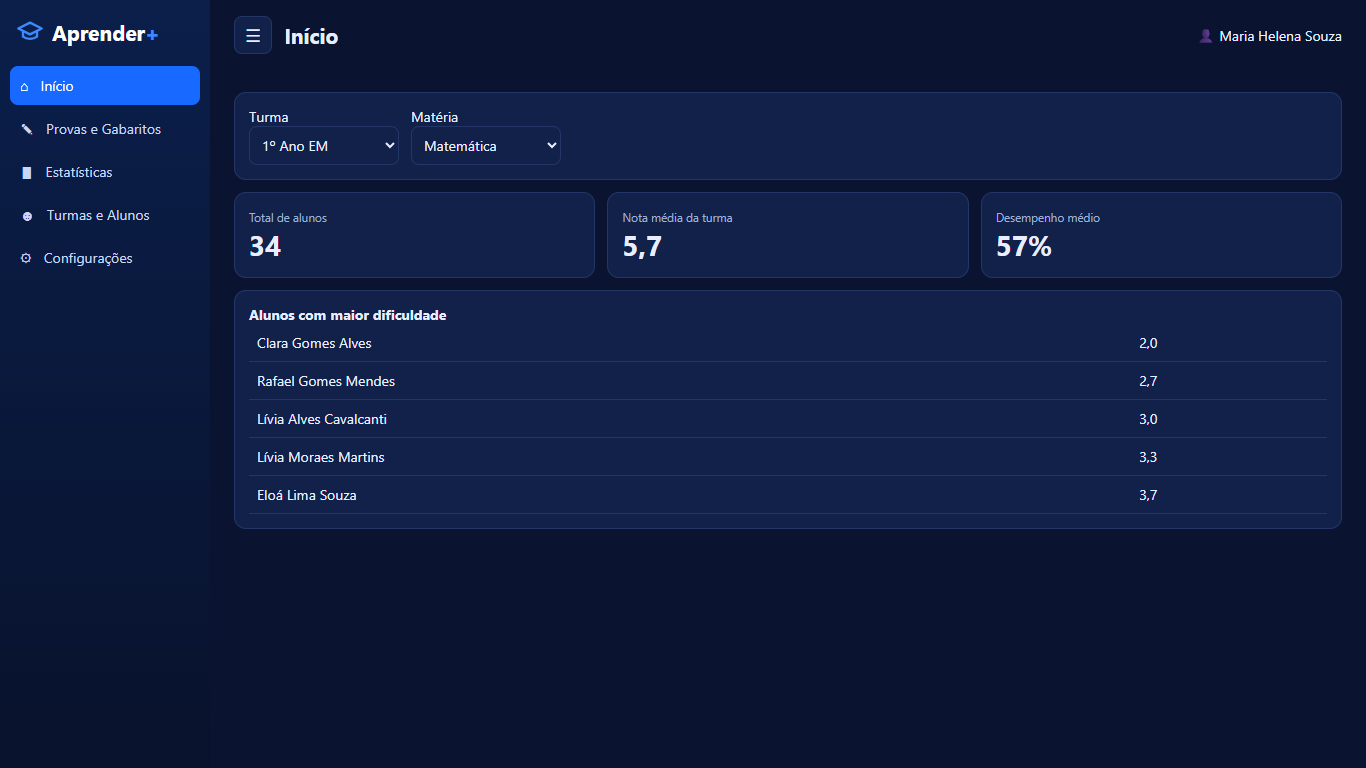 Aprender+
Início
Provas e Gabaritos
Estatísticas
Turmas e Alunos
Configurações
Início
Maria Helena Souza
Turma Matéria
1º Ano EM Matemática
Total de alunos
34
Nota média da turma
5,7
Desempenho médio
57%
Alunos com maior dificuldade
Clara Gomes Alves 2,0
Rafael Gomes Mendes 2,7
Lívia Alves Cavalcanti 3,0
Lívia Moraes Martins 3,3
Eloá Lima Souza 3,7